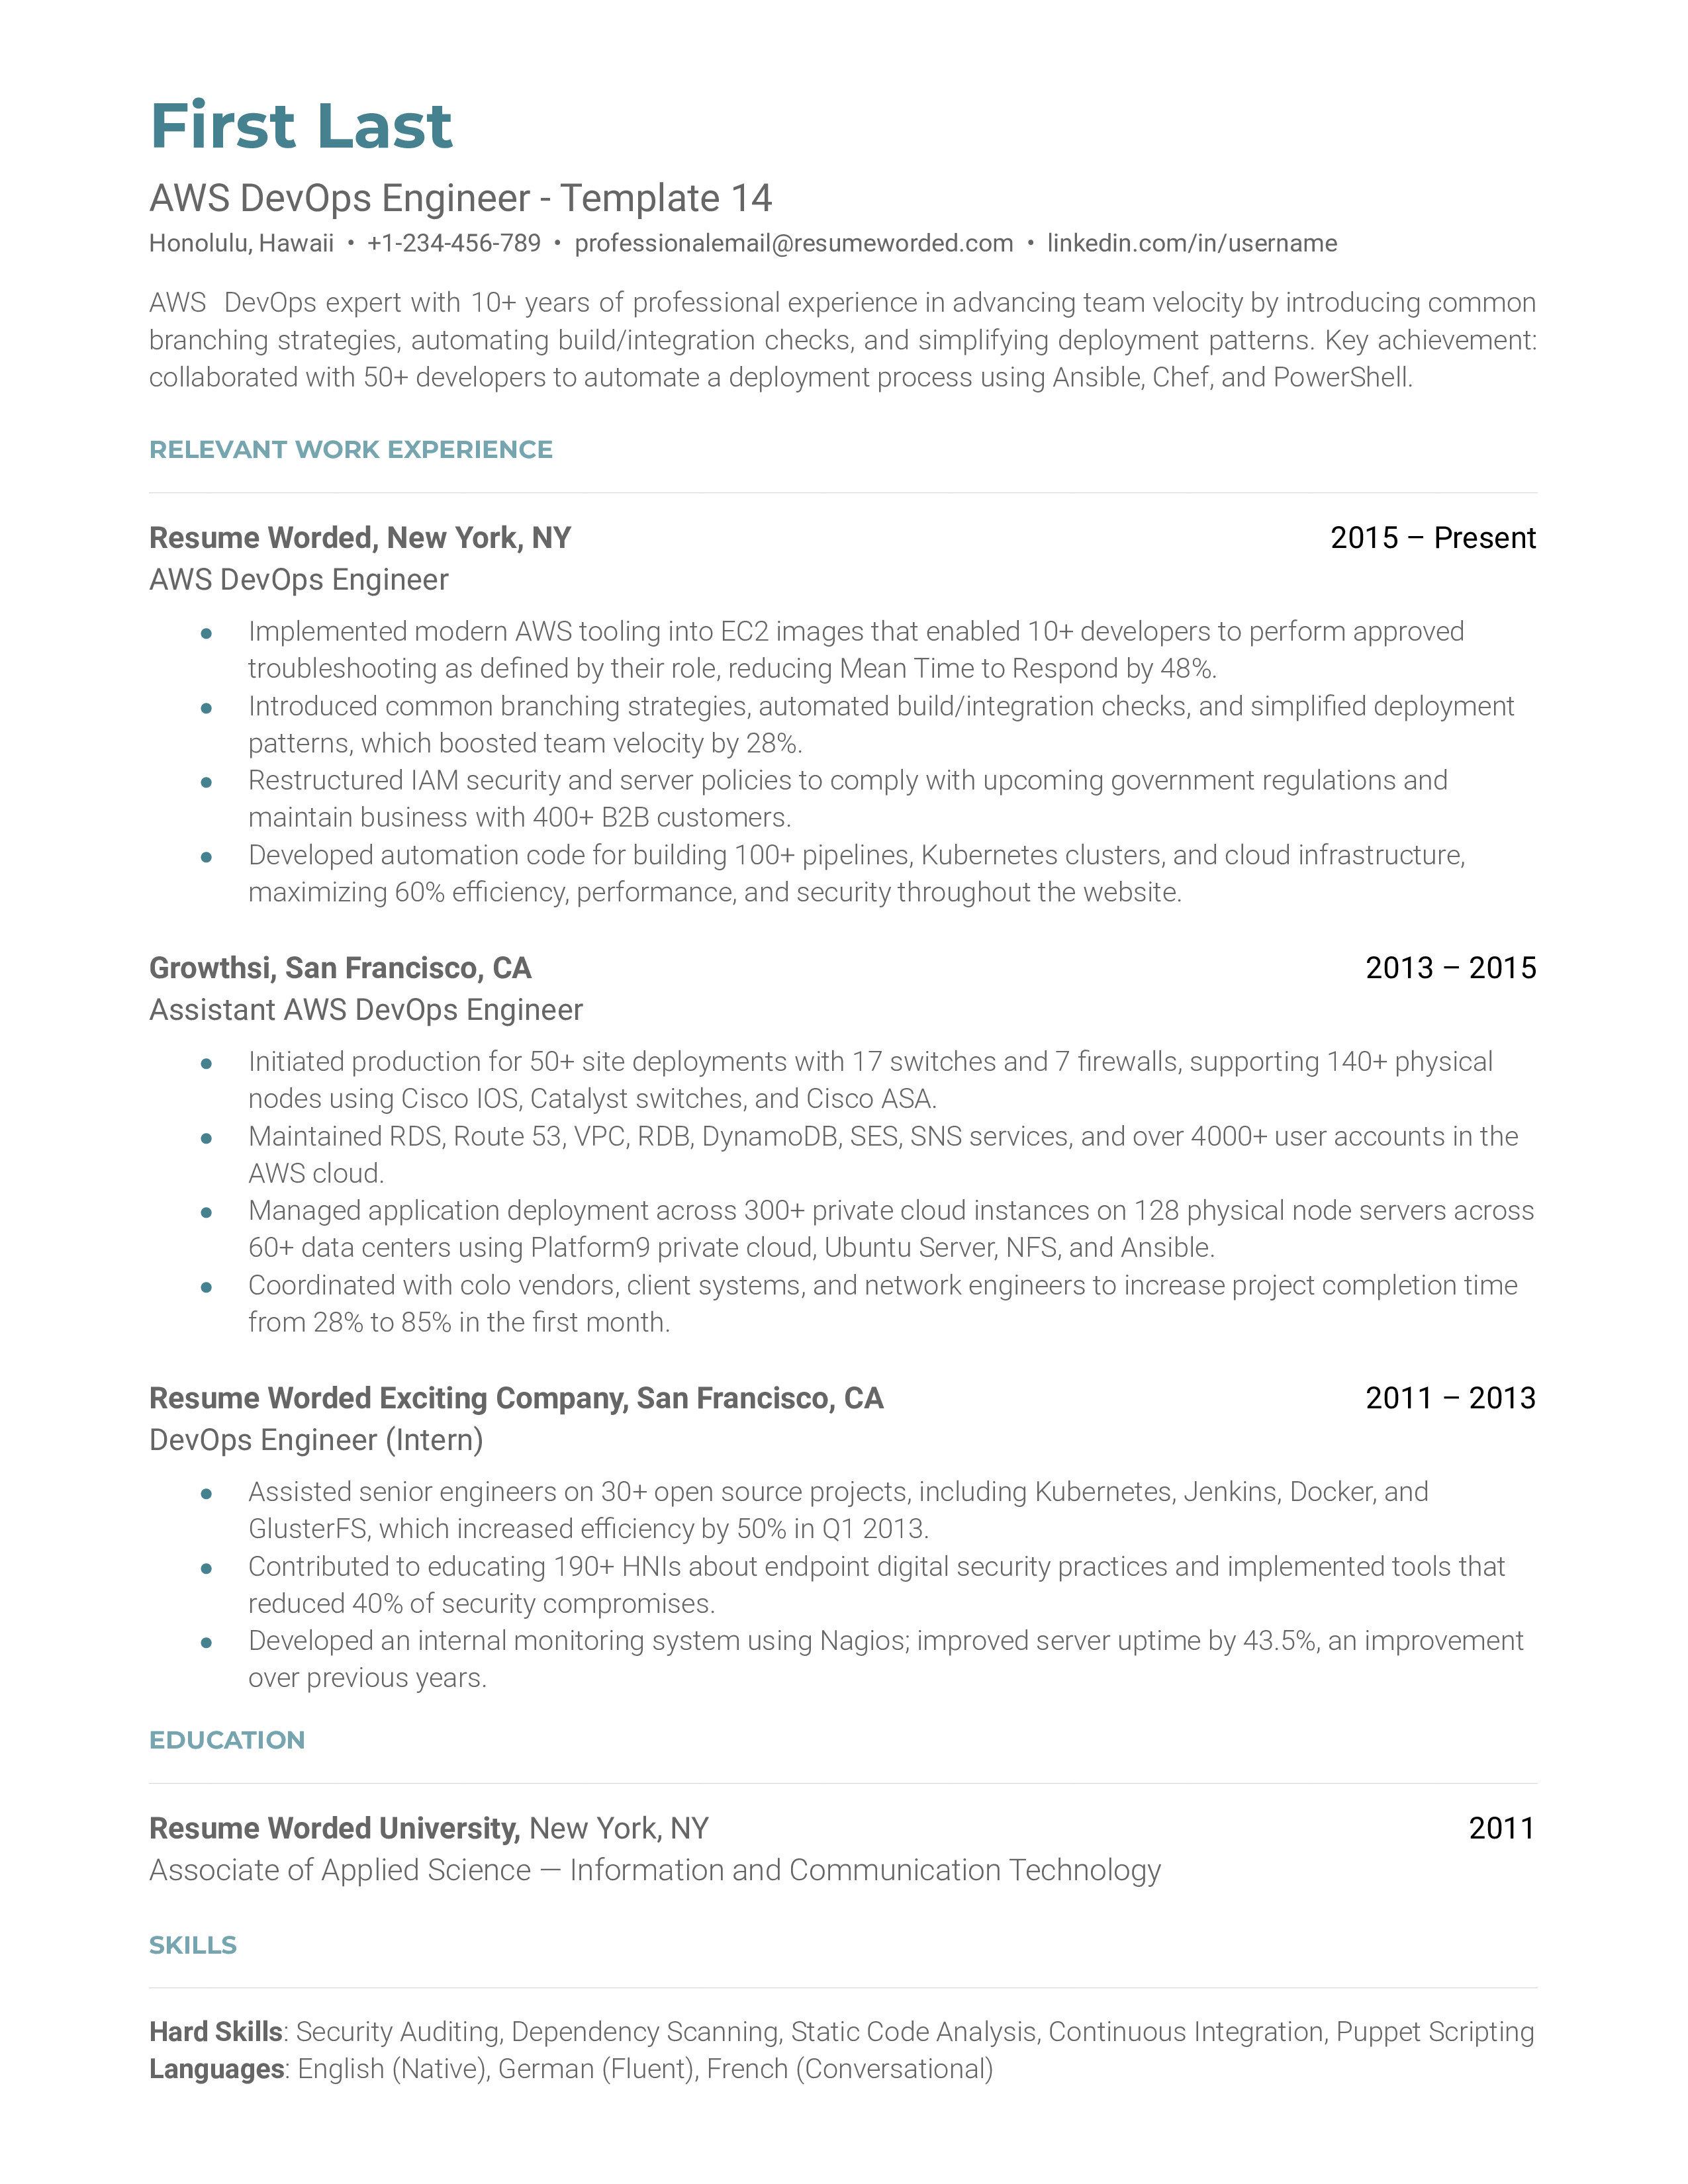 First Last
AWS DevOps Engineer - Template 14
Honolulu, Hawaii • +1-234-456-789 • professionalemail@resumeworded.com • linkedin.com/in/username
AWS DevOps expert with 10+ years of professional experience in advancing team velocity by introducing common
branching strategies, automating build/integration checks, and simplifying deployment patterns. Key achievement:
collaborated with 50+ developers to automate a deployment process using Ansible, Chef, and PowerShell.
RELEVANT WORK EXPERIENCE
Resume Worded, New York, NY 2015 – Present
AWS DevOps Engineer
● Implemented modern AWS tooling into EC2 images that enabled 10+ developers to perform approved
troubleshooting as defined by their role, reducing Mean Time to Respond by 48%.
● Introduced common branching strategies, automated build/integration checks, and simplified deployment
patterns, which boosted team velocity by 28%.
● Restructured IAM security and server policies to comply with upcoming government regulations and
maintain business with 400+ B2B customers.
● Developed automation code for building 100+ pipelines, Kubernetes clusters, and cloud infrastructure,
maximizing 60% efficiency, performance, and security throughout the website.
Growthsi, San Francisco, CA 2013 – 2015
Assistant AWS DevOps Engineer
● Initiated production for 50+ site deployments with 17 switches and 7 firewalls, supporting 140+ physical
nodes using Cisco IOS, Catalyst switches, and Cisco ASA.
● Maintained RDS, Route 53, VPC, RDB, DynamoDB, SES, SNS services, and over 4000+ user accounts in the
AWS cloud.
● Managed application deployment across 300+ private cloud instances on 128 physical node servers across
60+ data centers using Platform9 private cloud, Ubuntu Server, NFS, and Ansible.
● Coordinated with colo vendors, client systems, and network engineers to increase project completion time
from 28% to 85% in the first month.
Resume Worded Exciting Company, San Francisco, CA 2011 – 2013
DevOps Engineer (Intern)
● Assisted senior engineers on 30+ open source projects, including Kubernetes, Jenkins, Docker, and
GlusterFS, which increased efficiency by 50% in Q1 2013.
● Contributed to educating 190+ HNIs about endpoint digital security practices and implemented tools that
reduced 40% of security compromises.
● Developed an internal monitoring system using Nagios; improved server uptime by 43.5%, an improvement
over previous years.
EDUCATION
Resume Worded University, New York, NY 2011
Associate of Applied Science — Information and Communication Technology
SKILLS
Hard Skills: Security Auditing, Dependency Scanning, Static Code Analysis, Continuous Integration, Puppet Scripting
Languages: English (Native), German (Fluent), French (Conversational)